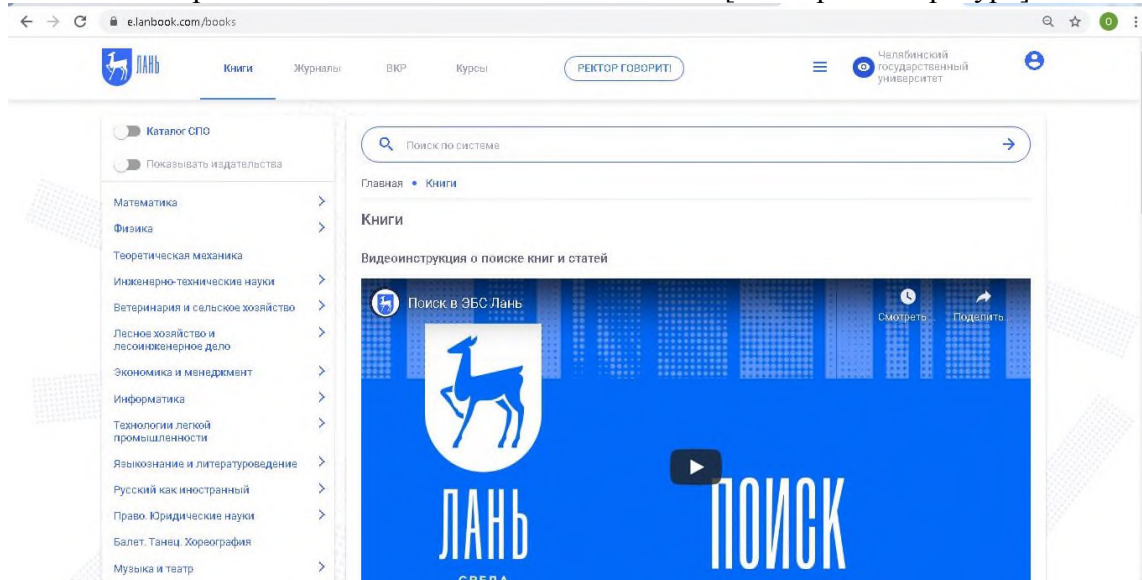 e.lanbook.com/books
О
ЛАНЬ
Книги
Журналы
ВКР
Курсы
РЕКТОР ГОВОРИТ!
Челябинский
государственный
университет
Каталог СПО
Показывать издательства
Математика
Физика
Теоретическая механика
Инженерно-технические науки
Ветеринария и сельское хозяйство
Лесное хозяйство и
лесоинженерное дело
Экономика и менеджмент
Информатика
Технологии легкой
промышленности
Языкознание и литературоведение
Русский как иностранный
Право. Юридические науки
Балет. Танец. Хореография
Музыка и театр
Поиск по системе
Главная • Книги
Книги
Видеоинструкция о поиске книг и статей
Поиск в ЭБС Лань
Смотреть...
Поделить...
ЛАНЬ
СРЕДА
ПОИСК